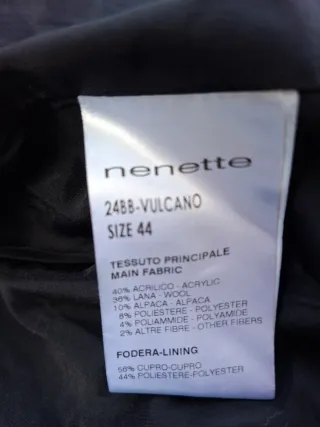 nenette
24BB-VULCANO
SIZE 44
TESSUTO PRINCIPALE
MAIN FABRIC
40% ACRILICO - ACRYLIC
36% LANA - WOOL
10% ALPACA - ALPACA
8% POLIESTERE - POLYESTER
4% POLIAMMIDE - POLYAMIDE
2% ALTRE FIBRE - OTHER FIBERS
FODERA-LINING
56% CUPRO-CUPRO
44% POLIESTERE-POLYESTER